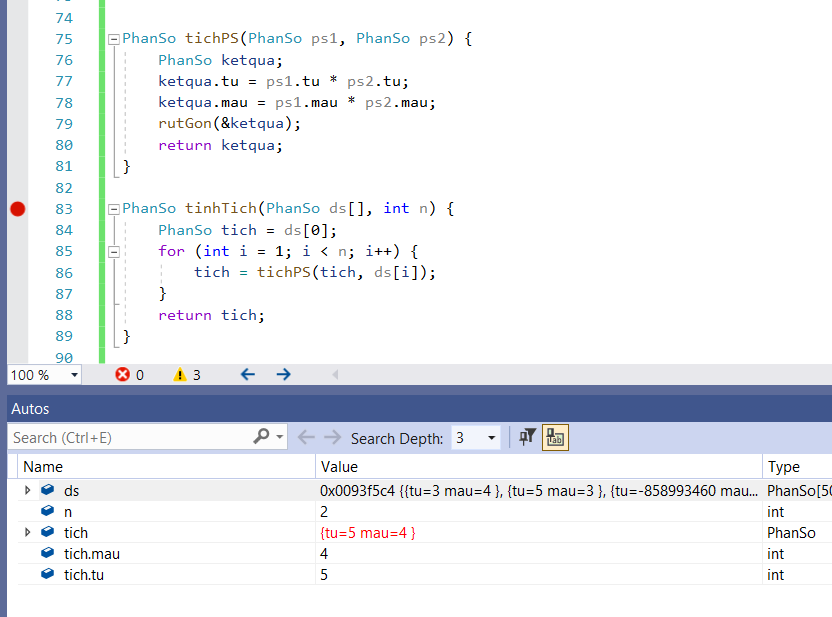 74
75 PhanSo tichPS(PhanSo ps1, PhanSo ps2) {
76 PhanSo ketqua;
77 ketqua.tu = ps1.tu * ps2.tu;
78 ketqua.mau = ps1.mau * ps2.mau;
79 rutGon(&ketqua);
80 return ketqua;
81 }
82
83 PhanSo tinhTich(PhanSo ds[], int n) {
84 PhanSo tich = ds[0];
85 for (int i = 1; i < n; i++) {
86 tich = tichPS(tich, ds[i]);
87 }
88 return tich;
89 }
90
100 % 0 3
Autos
Search (Ctrl+E) Search Depth: 3
Name Value Type
ds 0x0093f5c4 {{tu=3 mau=4 }, {tu=5 mau=3 }, {tu=-858993460 mau... PhanSo[50
n 2 int
tich {tu=5 mau=4 } PhanSo
tich.mau 4 int
tich.tu 5 int